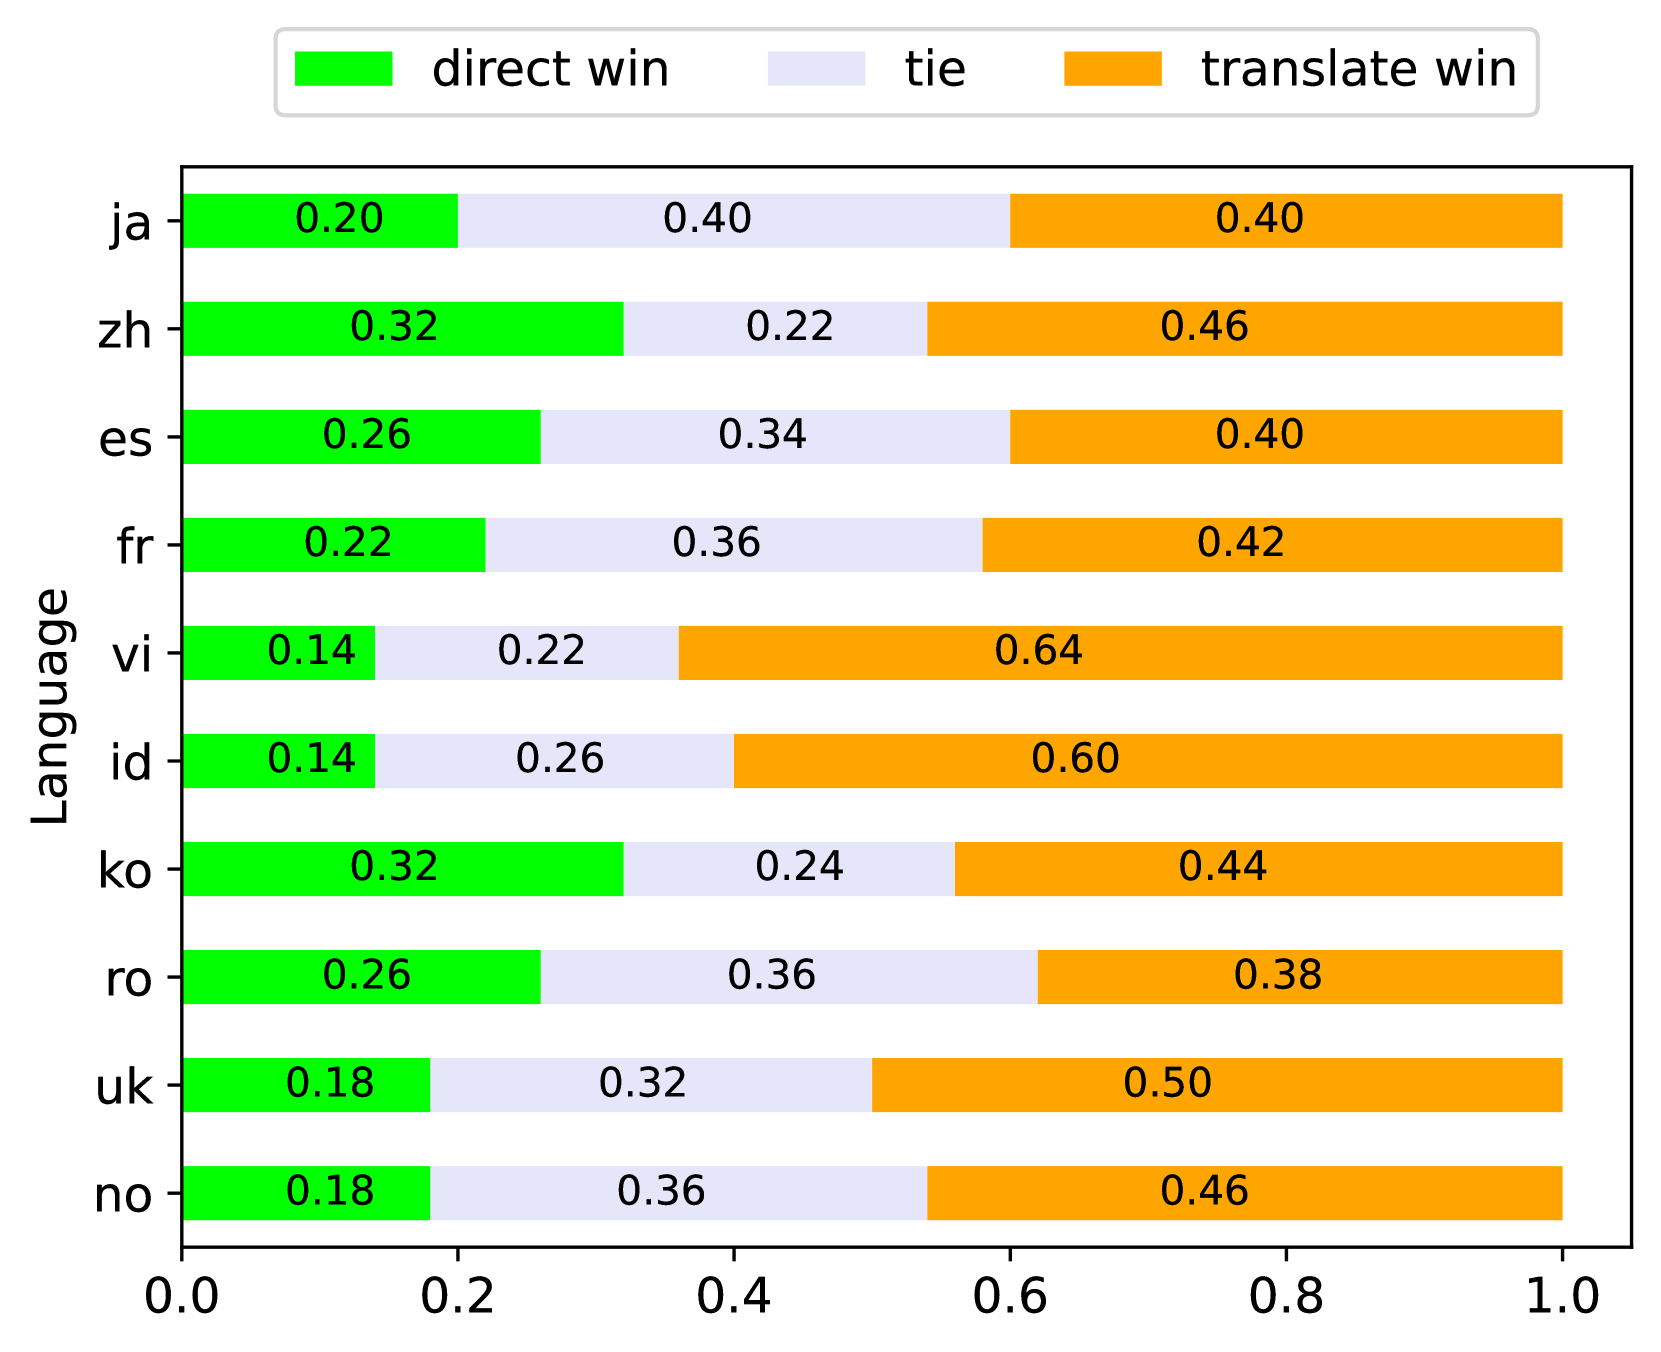 direct win tie translate win
ja 0.20 0.40 0.40
zh 0.32 0.22 0.46
es 0.26 0.34 0.40
fr 0.22 0.36 0.42
vi 0.14 0.22 0.64
id 0.14 0.26 0.60
ko 0.32 0.24 0.44
ro 0.26 0.36 0.38
uk 0.18 0.32 0.50
no 0.18 0.36 0.46
0.0 0.2 0.4 0.6 0.8 1.0
Language